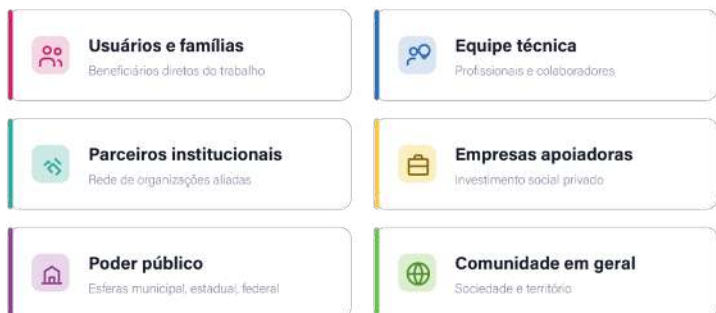 Usuários e famílias
Beneficiários diretos do trabalho
Equipe técnica
Profissionais e colaboradores
Parceiros institucionais
Rede de organizações aliadas
Empresas apoiadoras
Investimento social privado
Poder público
Esferas municipal, estadual, federal
Comunidade em geral
Sociedade e território